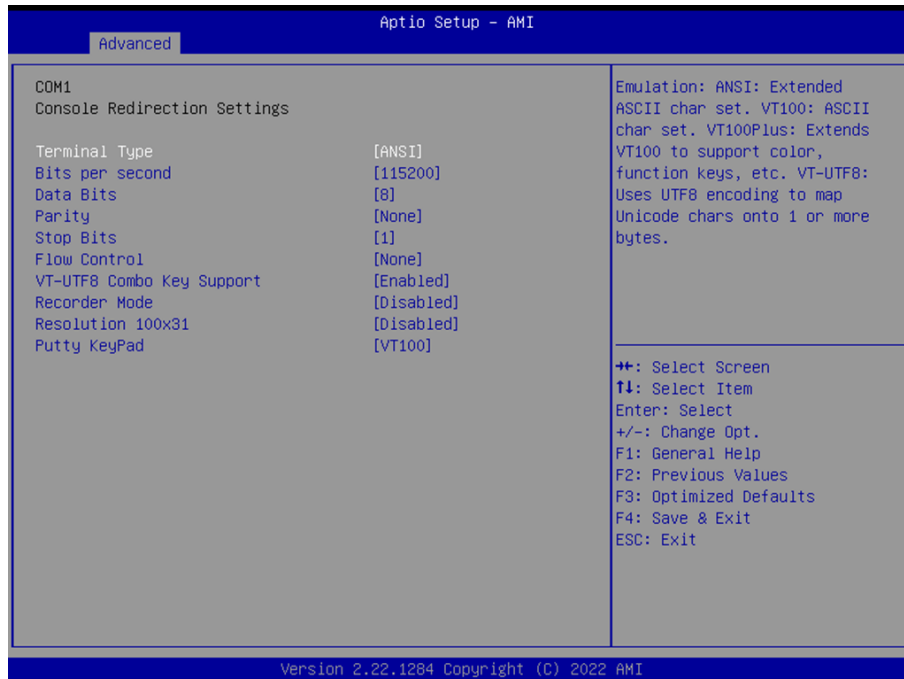 Aptio Setup - AMI
Advanced
COM1
Console Redirection Settings
Terminal Type [ANSI]
Bits per second [115200]
Data Bits [8]
Parity [None]
Stop Bits [1]
Flow Control [None]
VT-UTF8 Combo Key Support [Enabled]
Recorder Mode [Disabled]
Resolution 100x31 [Disabled]
Putty KeyPad [VT100]
Emulation: ANSI: Extended
ASCII char set. VT100: ASCII
char set. VT100Plus: Extends
VT100 to support color,
function keys, etc. VT-UTF8:
Uses UTF8 encoding to map
Unicode chars onto 1 or more
bytes.
→←: Select Screen
↑↓: Select Item
Enter: Select
+/-: Change Opt.
F1: General Help
F2: Previous Values
F3: Optimized Defaults
F4: Save & Exit
ESC: Exit
Version 2.22.1284 Copyright (C) 2022 AMI